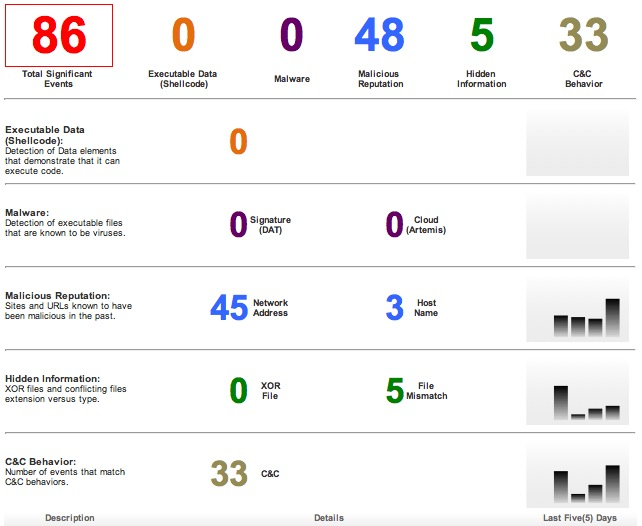 86 0 0 48 5 33
Total Significant Events
Executable Data (Shellcode)
Malware
Malicious Reputation
Hidden Information
C&C Behavior
Executable Data
(Shellcode):
Detection of Data elements
that demonstrate that it can
execute code.
0
Malware:
Detection of executable files
that are known to be viruses.
0 Signature (DAT)
0 Cloud (Artemis)
Malicious Reputation:
Sites and URLs known to have
been malicious in the past.
45 Network Address
3 Host Name
Hidden Information:
XOR files and conflicting files
extension versus type.
0 XOR File
5 File Mismatch
C&C Behavior:
Number of events that match
C&C behaviors.
33 C&C
Description Details Last Five(5) Days